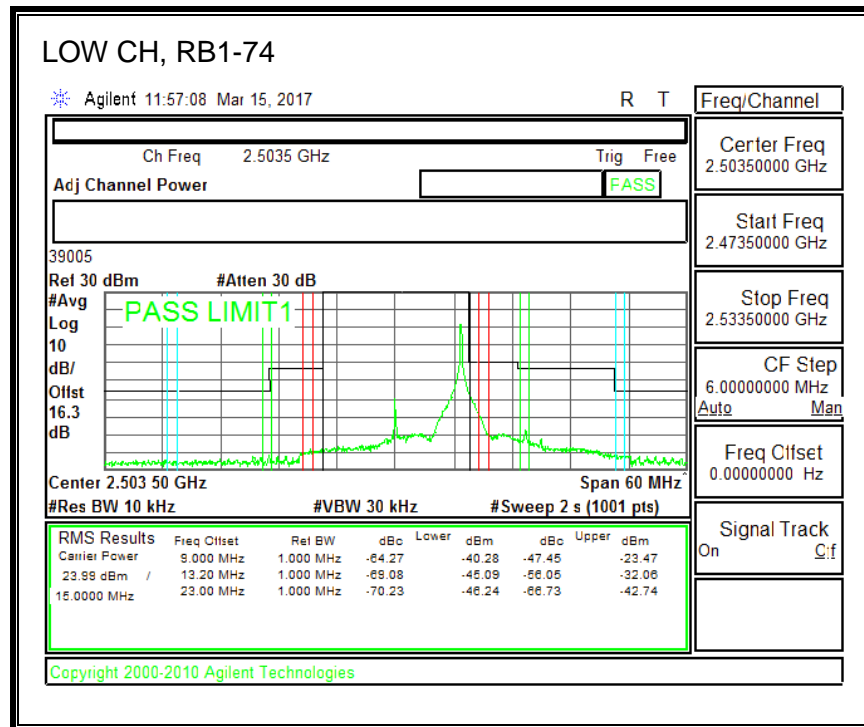 LOW CH, RB1-74
Agilent 11:57:08 Mar 15, 2017 R T
Freq/Channel
Ch Freq 2.5035 GHz Trig Free
Adj Channel Power PASS
Center Freq
2.50350000 GHz
Start Freq
2.47350000 GHz
Stop Freq
2.53350000 GHz
CF Step
6.00000000 MHz
Auto Man
Freq Offset
0.00000000 Hz
Signal Track
On Off
39005
Ref 30 dBm #Atten 30 dB
#Avg
Log
10
dB/
Offst
16.3
dB
PASS LIMIT1
Center 2.503 50 GHz Span 60 MHz
#Res BW 10 kHz #VBW 30 kHz #Sweep 2 s (1001 pts)
RMS Results Freq Offset Ref BW dBc Lower dBm dBc Upper dBm
Carrier Power 9.000 MHz 1.000 MHz -64.27 -40.28 -47.45 -23.47
23.99 dBm / 13.20 MHz 1.000 MHz -69.08 -45.09 -56.05 -32.06
15.0000 MHz 23.00 MHz 1.000 MHz -70.23 -46.24 -66.73 -42.74
Copyright 2000-2010 Agilent Technologies